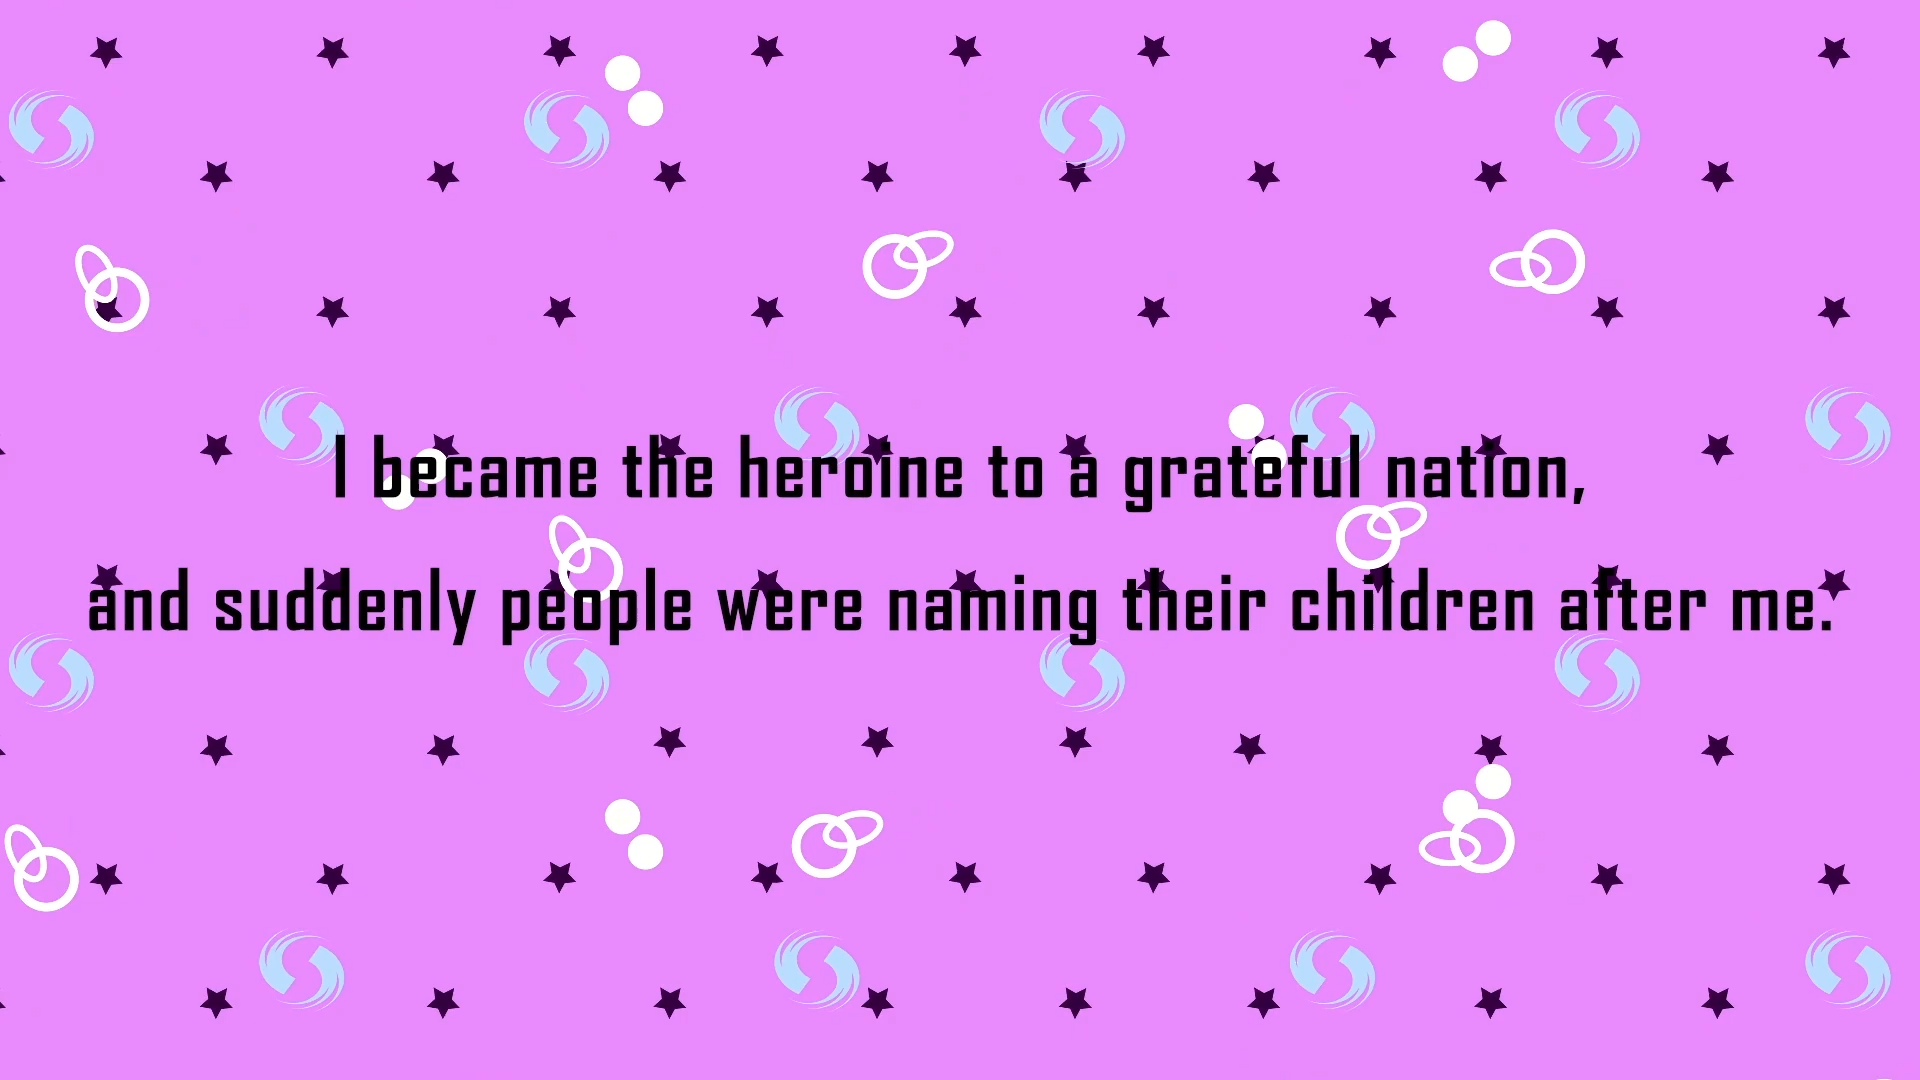 I became the heroine to a grateful nation,
and suddenly people were naming their children after me.